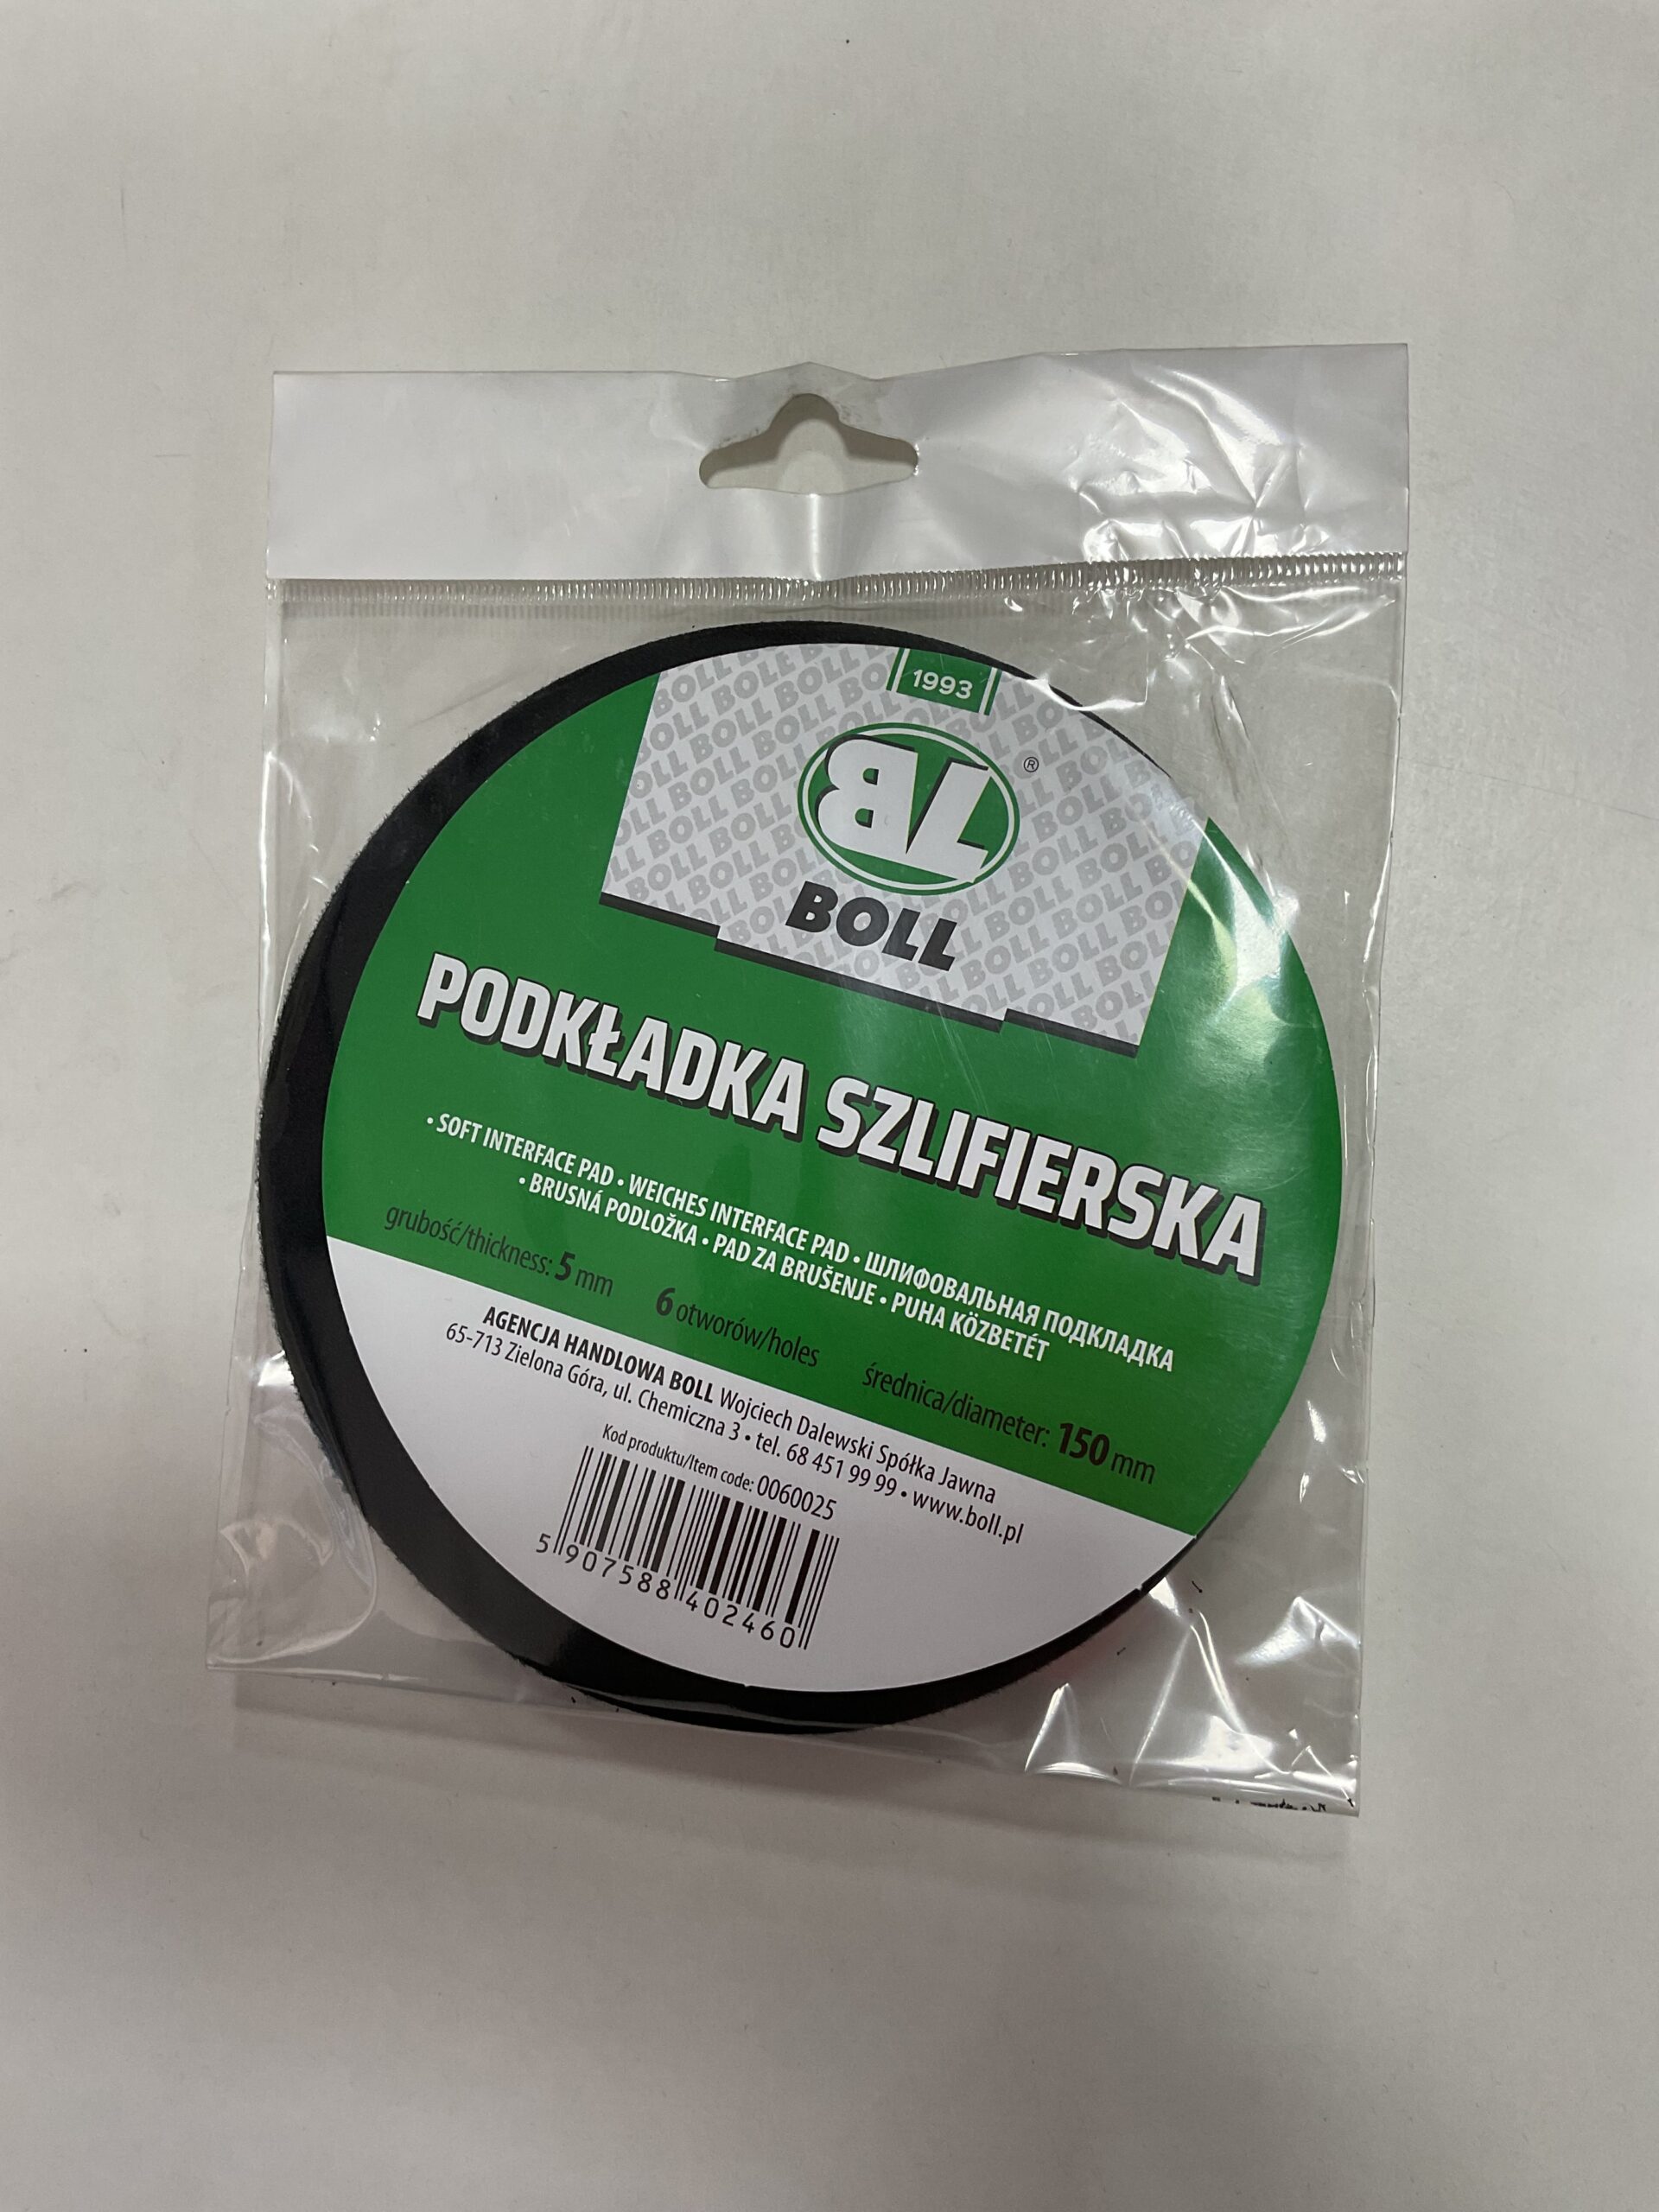 1993
BL ®
BOLL
PODKŁADKA SZLIFIERSKA
• SOFT INTERFACE PAD • WEICHES INTERFACE PAD • ШЛИФОВАЛЬНАЯ ПОДКЛАДКА
• BRUSNÁ PODLOŽKA • PAD ZA BRUŠENJE • PUHA KÖZBETÉT
grubość/thickness: 5 mm 6 otworów/holes średnica/diameter: 150 mm
AGENCJA HANDLOWA BOLL Wojciech Dalewski Spółka Jawna
65-713 Zielona Góra, ul. Chemiczna 3 • tel. 68 451 99 99 • www.boll.pl
Kod produktu/Item code: 0060025
5 907588 402460